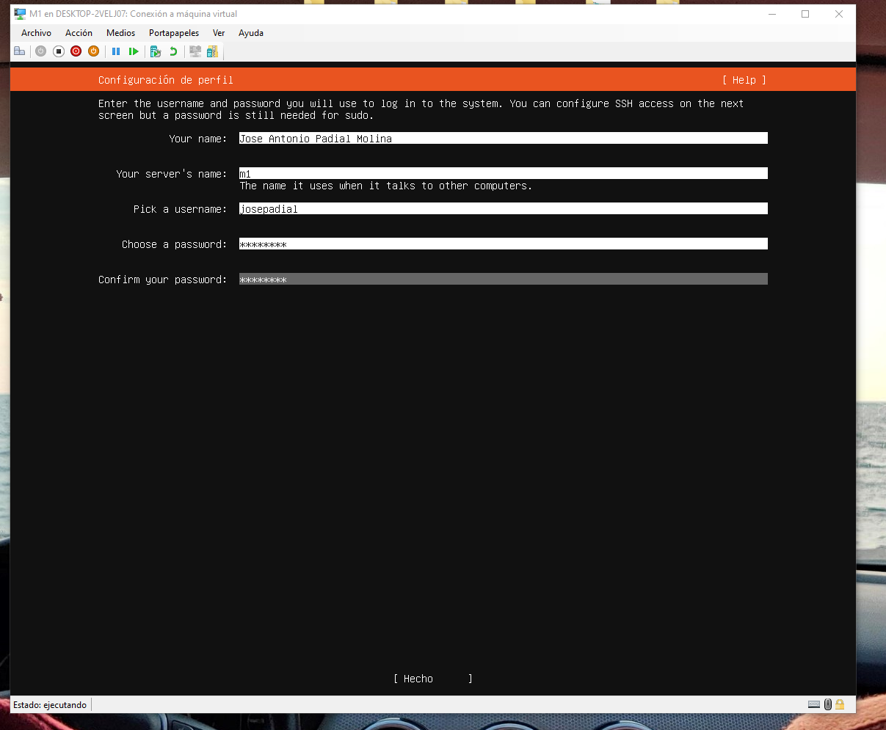 M1 en DESKTOP-2VELJ07: Conexión a máquina virtual
Archivo Acción Medios Portapapeles Ver Ayuda
Configuración de perfil [ Help ]
Enter the username and password you will use to log in to the system. You can configure SSH access on the next
screen but a password is still needed for sudo.
Your name: Jose Antonio Padial Molina
Your server's name: m1
The name it uses when it talks to other computers.
Pick a username: josepadial
Choose a password: ********
Confirm your password: ********
[ Hecho ]
Estado: ejecutando